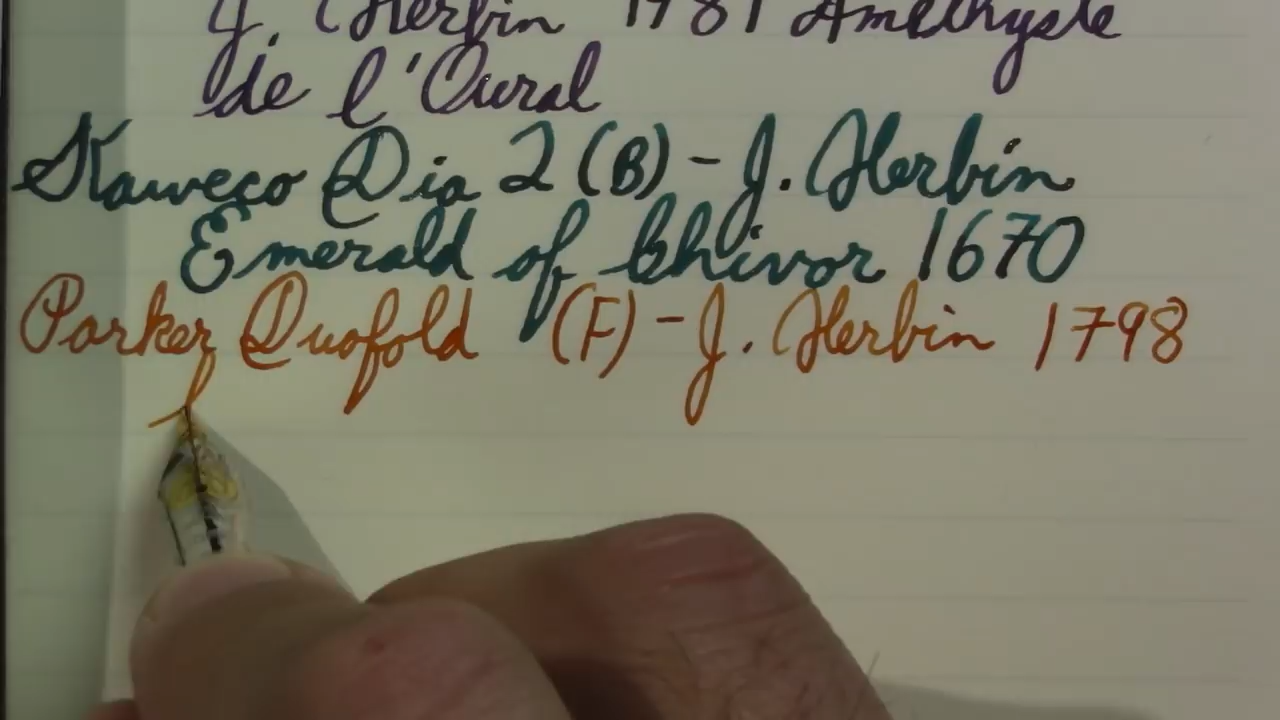 J. Herbin 1781 Amethyste
de l'Oural
Kaweco Dia 2 (B) - J. Herbin
Emerald of Chivor 1670
Parker Duofold (F) - J. Herbin 1798